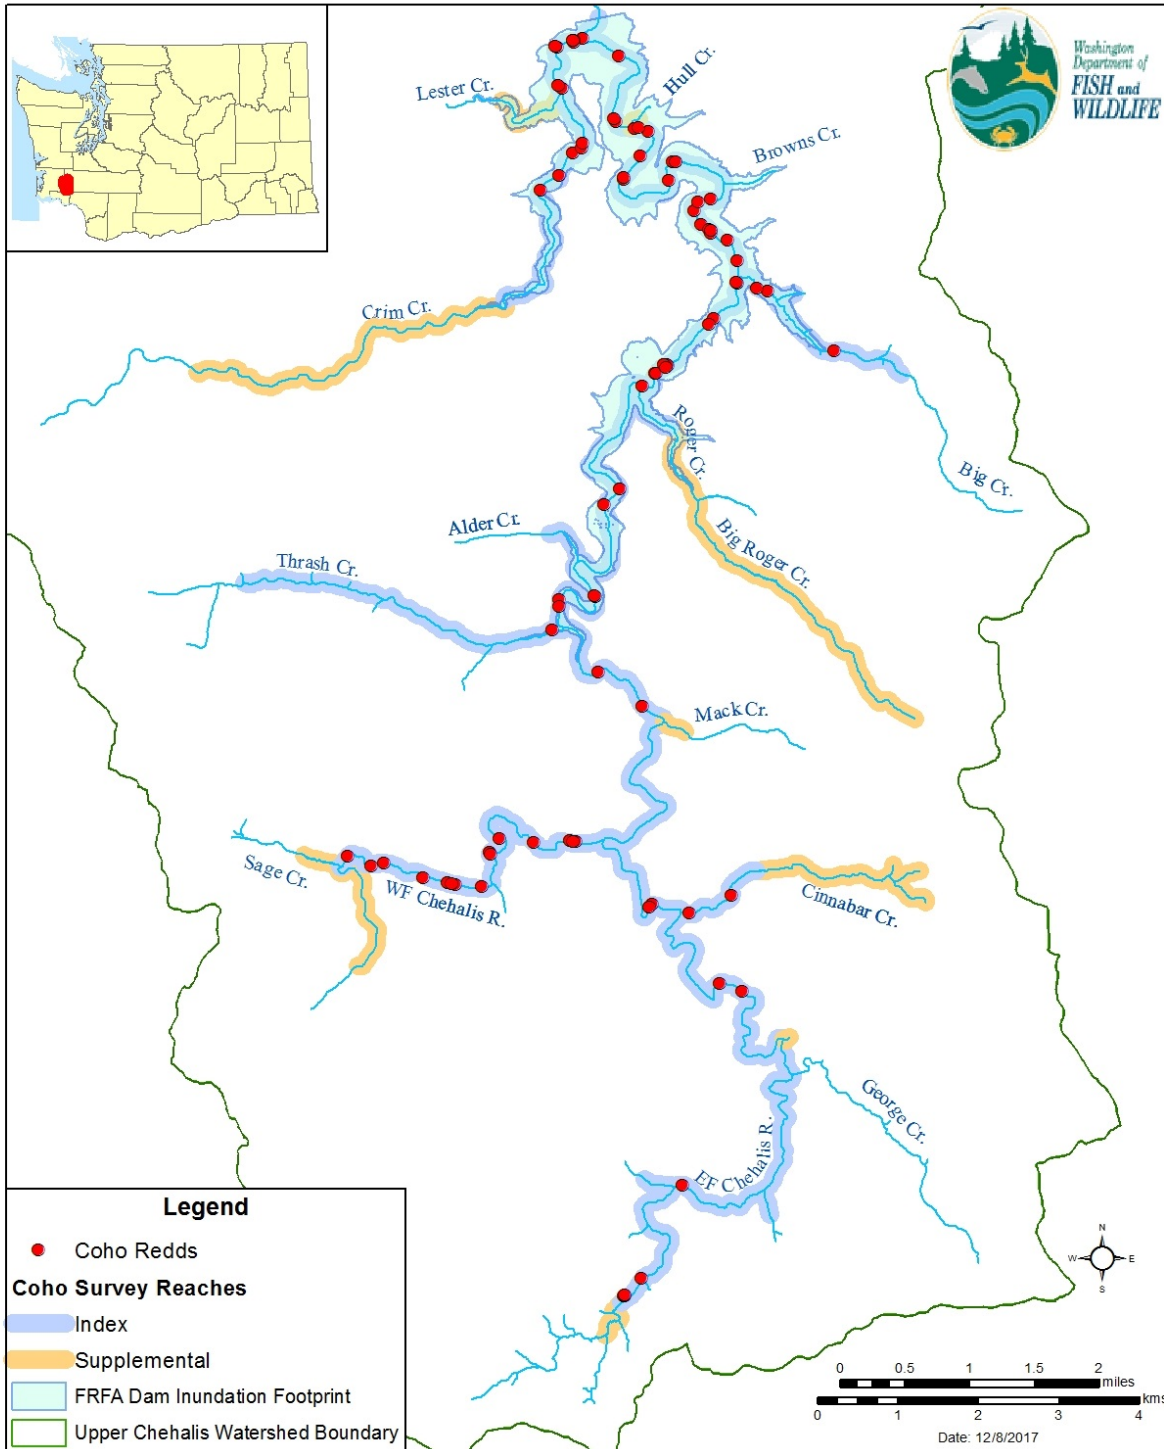 Washington
Department of
FISH and
WILDLIFE
Lester Cr.
Hull Cr.
Browns Cr.
Crim Cr.
Roger Cr.
Big Cr.
Alder Cr.
Big Roger Cr.
Thrash Cr.
Mack Cr.
Sage Cr.
WF Chehalis R.
Cinnabar Cr.
George Cr.
EF Chehalis R.
Legend
Coho Redds
Coho Survey Reaches
Index
Supplemental
FRFA Dam Inundation Footprint
Upper Chehalis Watershed Boundary
N
W E
S
0 0.5 1 1.5 2
miles
kms
0 1 2 3 4
Date: 12/8/2017